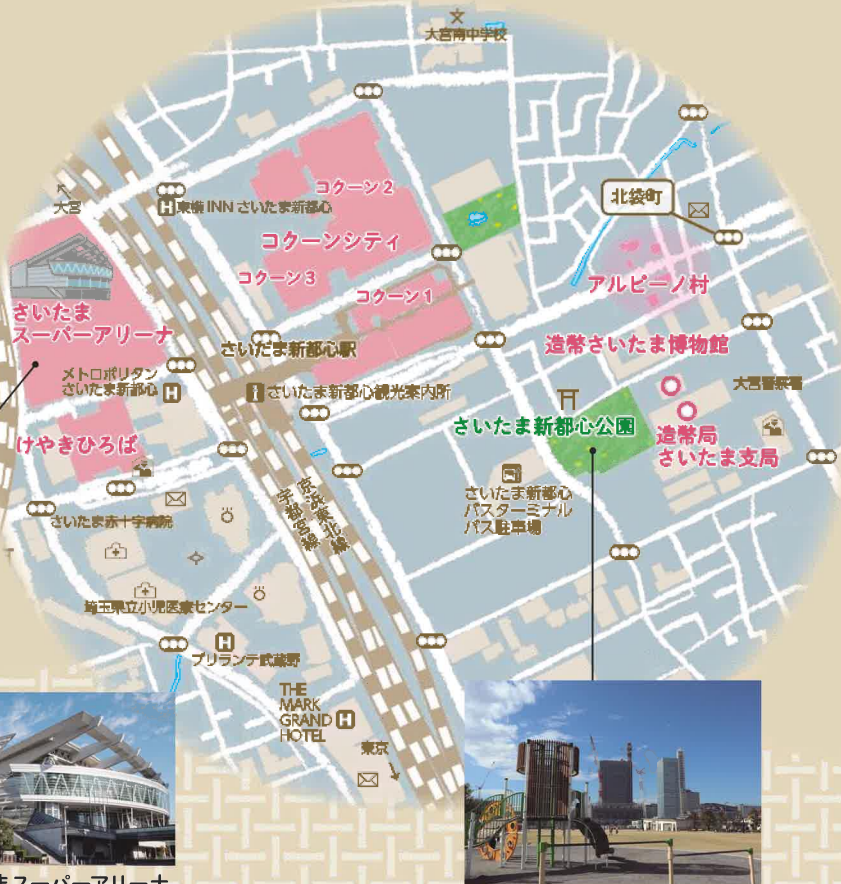 大宮南中学校
大宮
東横INN さいたま新都心
コクーン2
コクーンシティ
コクーン3
コクーン1
北袋町
アルピーノ村
さいたま
スーパーアリーナ
さいたま新都心駅
造幣さいたま博物館
メトロポリタン
さいたま新都心
さいたま新都心観光案内所
大宮警察署
けやきひろば
さいたま新都心公園
造幣局
さいたま支局
さいたま新都心
バスターミナル
バス駐車場
京浜東北線
宇都宮線
さいたま赤十字病院
埼玉県立小児医療センター
ブリランテ武蔵野
THE
MARK
GRAND
HOTEL
東京
まスーパーアリーナ